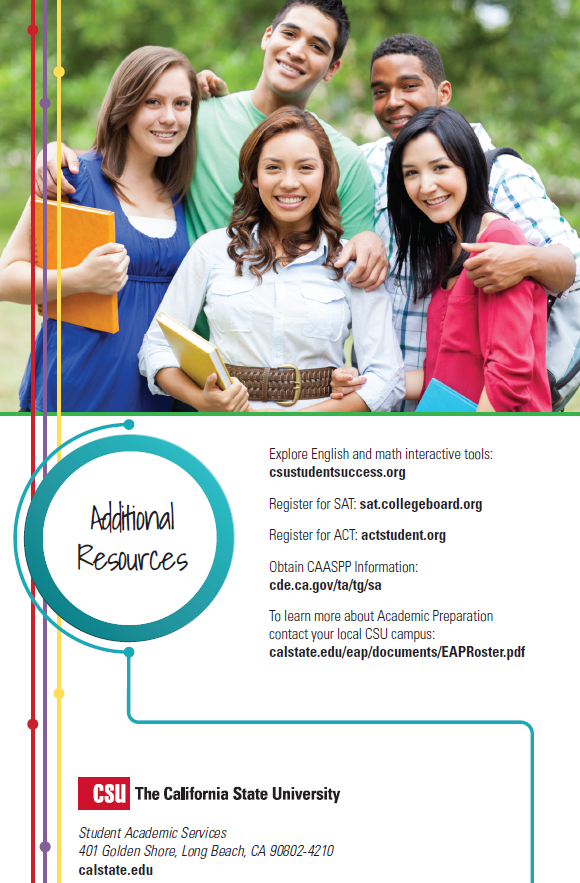 Additional
Resources
Explore English and math interactive tools:
csustudentsuccess.org
Register for SAT: sat.collegeboard.org
Register for ACT: actstudent.org
Obtain CAASPP Information:
cde.ca.gov/ta/tg/sa
To learn more about Academic Preparation
contact your local CSU campus:
calstate.edu/eap/documents/EAPRoster.pdf
CSU The California State University
Student Academic Services
401 Golden Shore, Long Beach, CA 90802-4210
calstate.edu